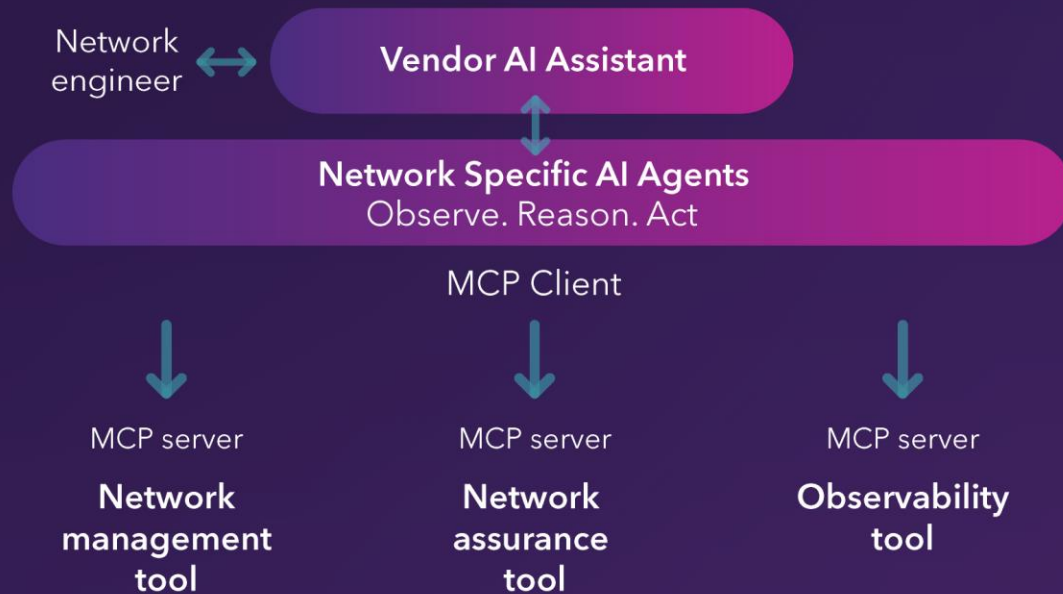 Network
engineer
Vendor AI Assistant
Network Specific AI Agents
Observe. Reason. Act
MCP Client
MCP server
Network
management
tool
MCP server
Network
assurance
tool
MCP server
Observability
tool